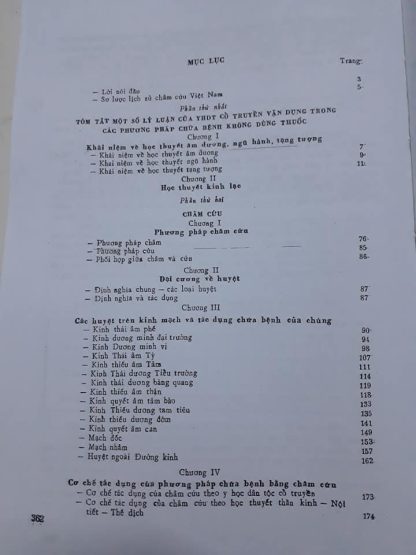 MỤC LỤC
Trang:
— Lời nói đầu 3
— Sơ lược lịch sử châm cứu Việt Nam 5
Phần thứ nhất
TÓM TẮT MỘT SỐ LÝ LUẬN CỦA YHDT CỔ TRUYỀN VẬN DỤNG TRONG
CÁC PHƯƠNG PHÁP CHỮA BỆNH KHÔNG DÙNG THUỐC
Chương I
Khái niệm về học thuyết âm dương, ngũ hành, tạng tượng 7
— Khái niệm về học thuyết âm dương 7
— Khái niệm về học thuyết ngũ hành 9
— Khái niệm về học thuyết tạng tượng 11
Chương II
Học thuyết kinh lạc
Phần thứ hai
CHÂM CỨU
Chương I
Phương pháp châm cứu
— Phương pháp châm 76
— Phương pháp cứu 85
— Phối hợp giữa châm và cứu 86
Chương II
Đại cương về huyệt
— Định nghĩa chung — các loại huyệt 87
— Định nghĩa và tác dụng 87
Chương III
Các huyệt trên kinh mạch và tác dụng chữa bệnh của chúng
— Kinh thái âm phế 90
— Kinh dương minh đại trường 94
— Kinh Dương minh vị 98
— Kinh Thái âm Tỳ 107
— Kinh thiếu âm Tâm 111
— Kinh Thái dương Tiểu trường 114
— Kinh thái dương bàng quang 119
— Kinh thiếu âm thận 118
— Kinh quyết âm tâm bào 133
— Kinh Thiếu dương tam tiêu 135
— Kinh thiếu dương đởm 141
— Kinh quyết âm can 149
— Mạch đốc 153
— Mạch nhâm 157
— Huyệt ngoài Đường kinh 162
Chương IV
Cơ chế tác dụng của phương pháp chữa bệnh bằng châm cứu
— Cơ chế tác dụng của châm cứu theo y học dân tộc cổ truyền 173
— Cơ chế tác dụng của châm cứu theo học thuyết thần kinh — Nội
tiết — Thể dịch 174
362